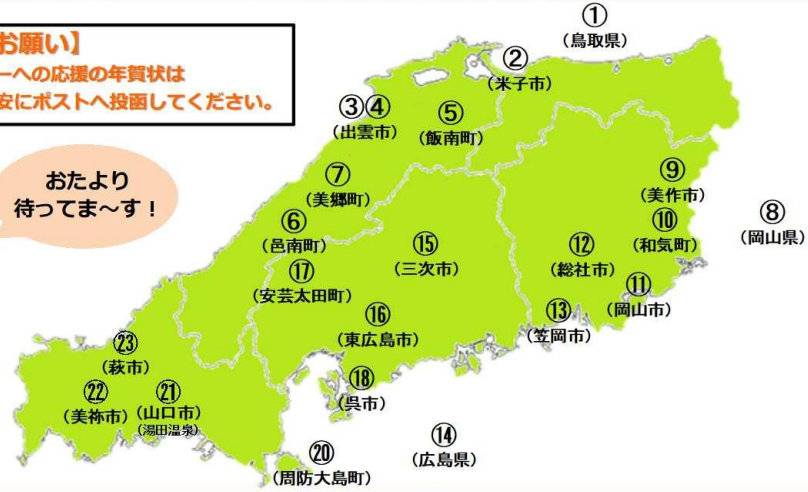 お願い】
ーへの応援の年賀状は
安にポストへ投函してください。
おたより
待ってま～す！
①
（鳥取県）
②
（米子市）
③④
（出雲市）
⑤
（飯南町）
⑦
（美郷町）
⑥
（邑南町）
⑨
（美作市）
⑧
（岡山県）
⑩
（和気町）
⑮
（三次市）
⑫
（総社市）
⑰
（安芸太田町）
⑪
（岡山市）
⑬
（笠岡市）
⑯
（東広島市）
㉓
（萩市）
⑱
（呉市）
㉒
（美祢市）
㉑
（山口市）
（湯田温泉）
⑭
（広島県）
⑳
（周防大島町）